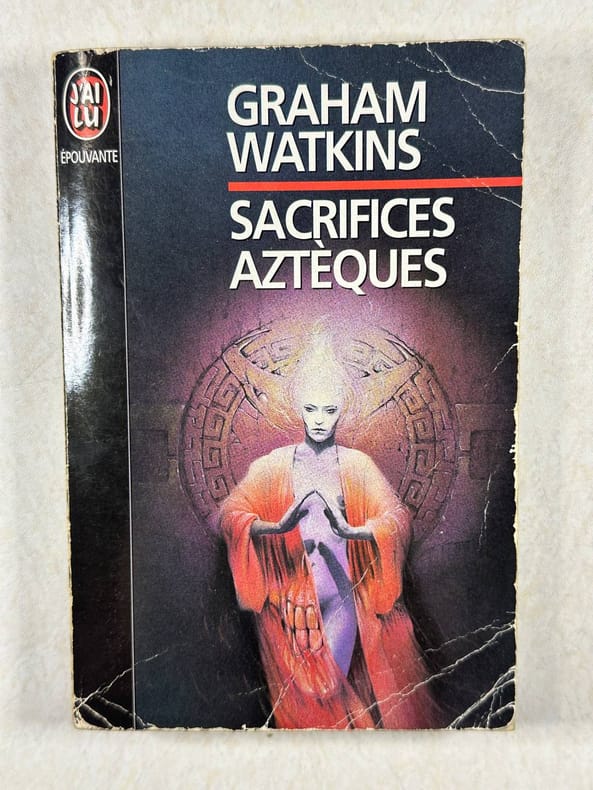 J'AI
LU
ÉPOUVANTE
GRAHAM
WATKINS
SACRIFICES
AZTÈQUES